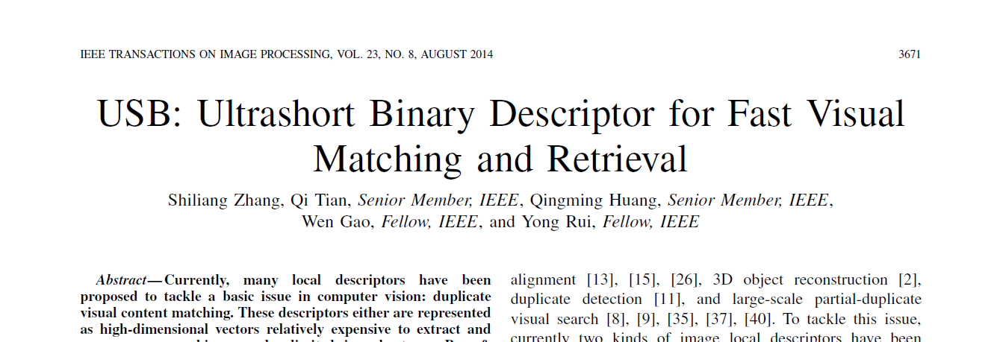 IEEE TRANSACTIONS ON IMAGE PROCESSING, VOL. 23, NO. 8, AUGUST 2014 3671
USB: Ultrashort Binary Descriptor for Fast Visual
Matching and Retrieval
Shiliang Zhang, Qi Tian, Senior Member, IEEE, Qingming Huang, Senior Member, IEEE,
Wen Gao, Fellow, IEEE, and Yong Rui, Fellow, IEEE
Abstract—Currently, many local descriptors have been
proposed to tackle a basic issue in computer vision: duplicate
visual content matching. These descriptors either are represented
as high-dimensional vectors relatively expensive to extract and
alignment [13], [15], [26], 3D object reconstruction [2],
duplicate detection [11], and large-scale partial-duplicate
visual search [8], [9], [35], [37], [40]. To tackle this issue,
currently two kinds of image local descriptors have been